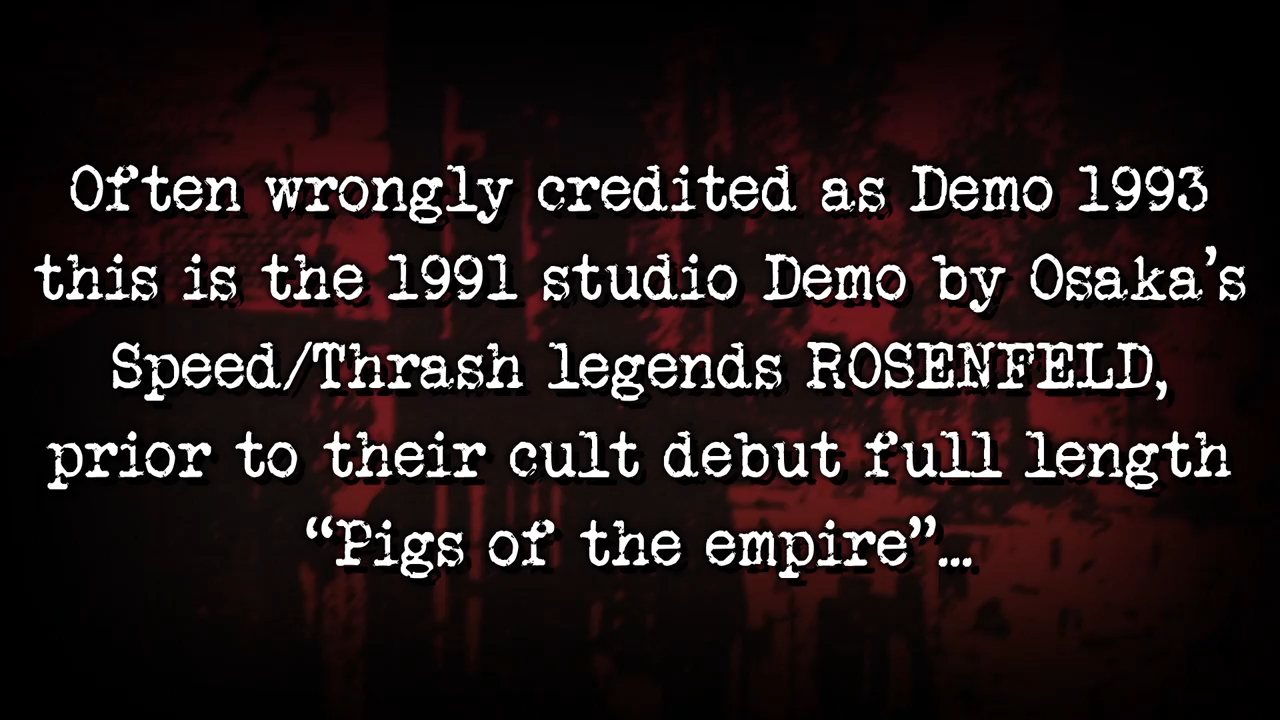 Often wrongly credited as Demo 1993
this is the 1991 studio Demo by Osaka’s
Speed/Thrash legends ROSENFELD,
prior to their cult debut full length
“Pigs of the empire”...